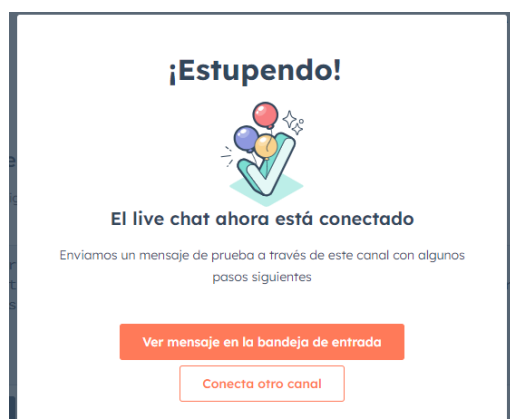 ¡Estupendo!
El live chat ahora está conectado
Enviamos un mensaje de prueba a través de este canal con algunos
pasos siguientes
Ver mensaje en la bandeja de entrada
Conecta otro canal